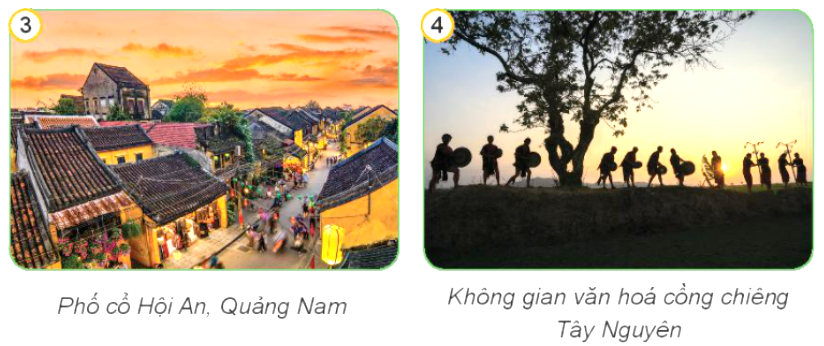 3
4
Phố cổ Hội An, Quảng Nam
Không gian văn hoá cồng chiêng
Tây Nguyên